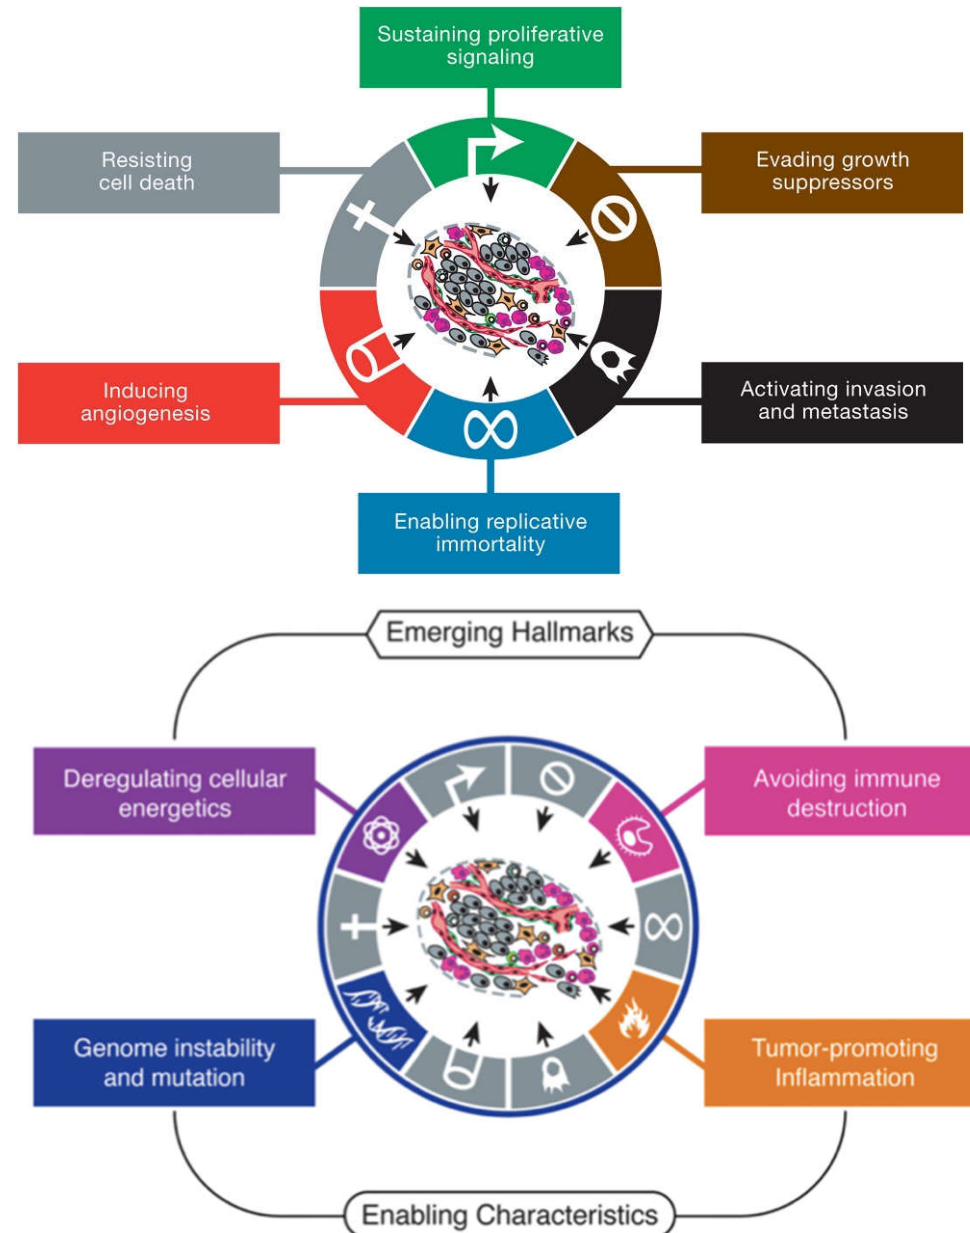 Sustaining proliferative
signaling
Resisting
cell death
Evading growth
suppressors
Inducing
angiogenesis
Activating invasion
and metastasis
Enabling replicative
immortality
Emerging Hallmarks
Deregulating cellular
energetics
Avoiding immune
destruction
Genome instability
and mutation
Tumor-promoting
Inflammation
Enabling Characteristics